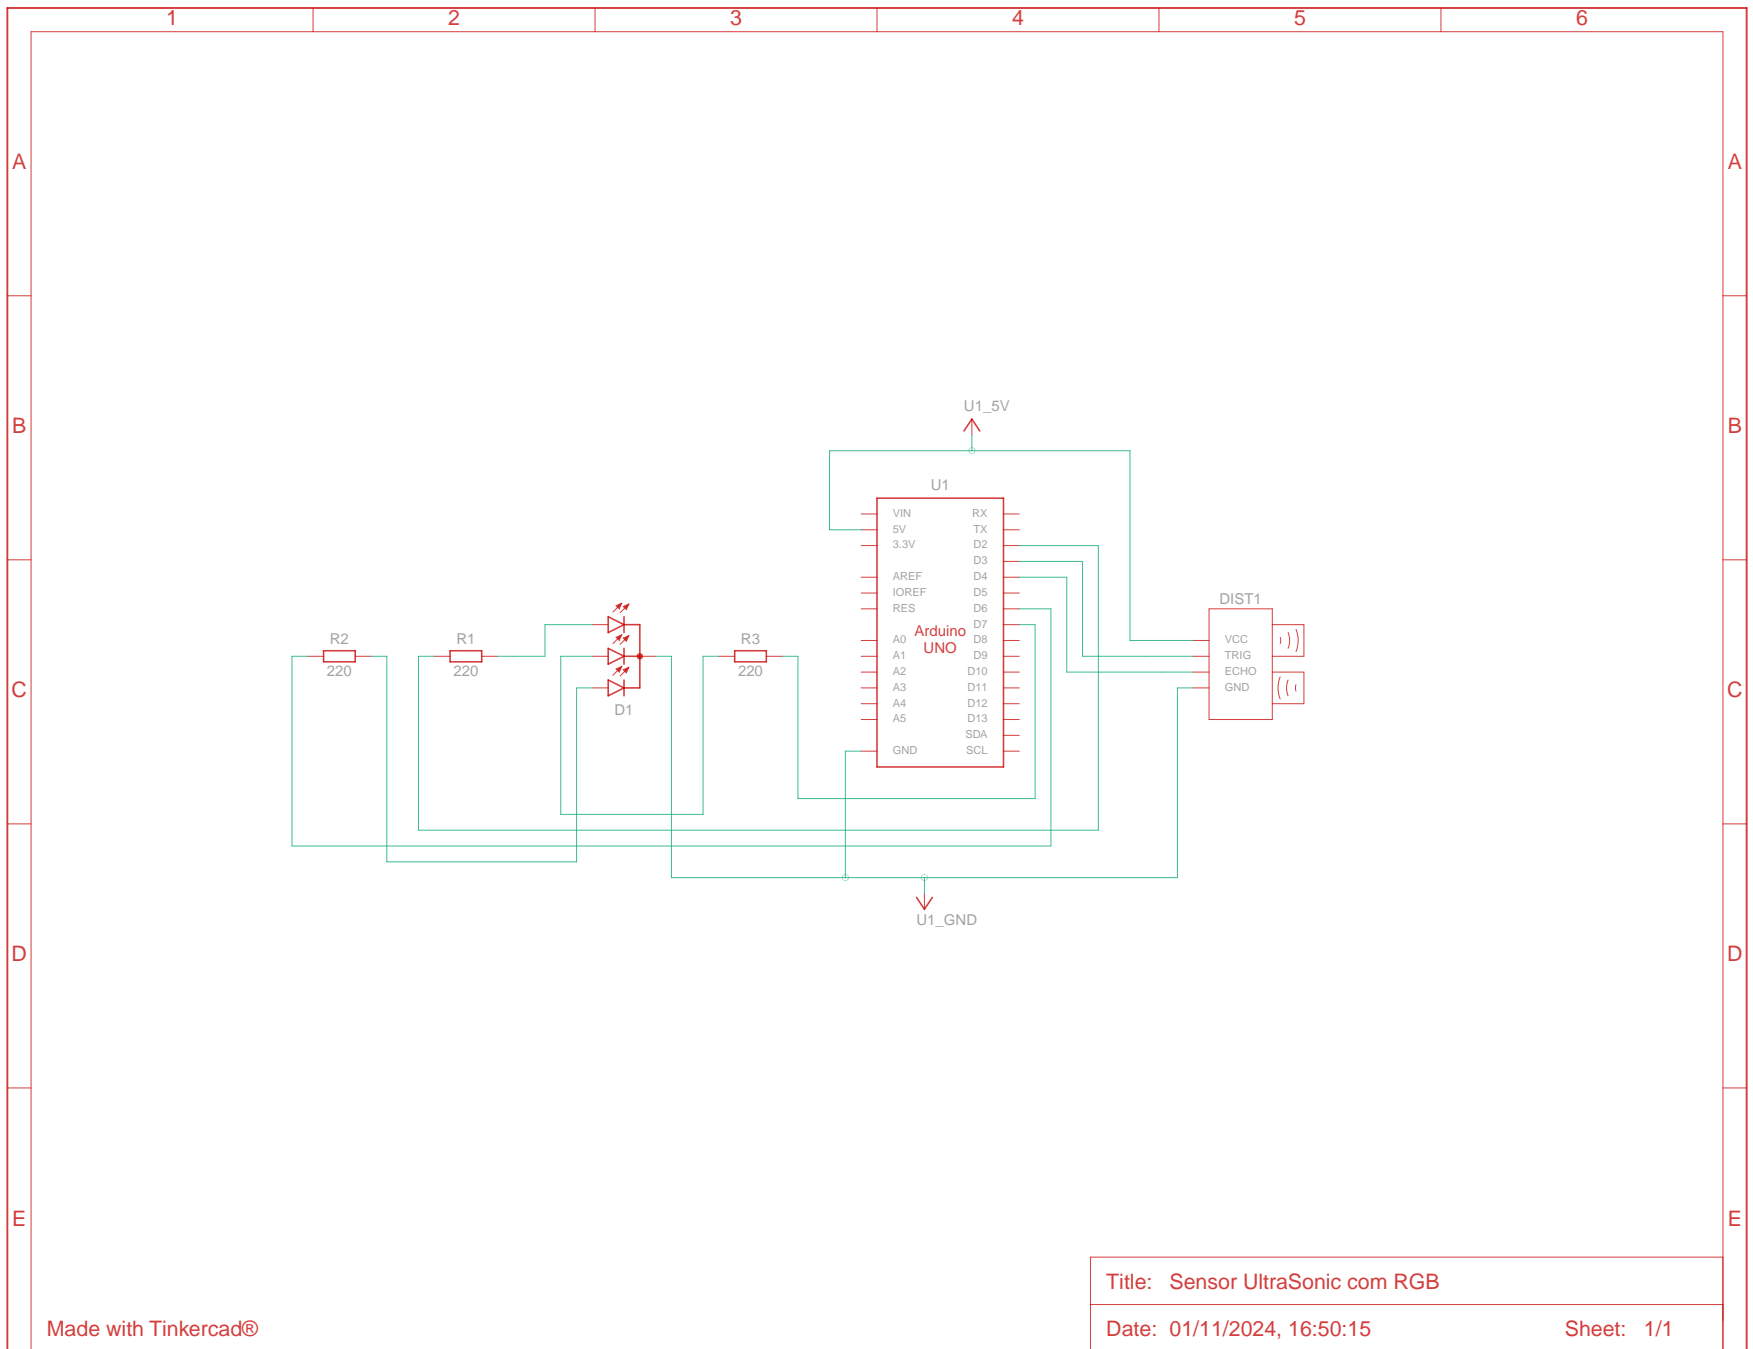 1 2 3 4 5 6
A A
B B
C C
D D
E E
U1_5V
U1
VIN RX
5V TX
3.3V D2
D3
AREF D4
IOREF D5
RES D6
D7
Arduino
UNO
A0 D8
A1 D9
A2 D10
A3 D11
A4 D12
A5 D13
SDA
GND SCL
DIST1
VCC
TRIG
ECHO
GND
R2
220
R1
220
D1
R3
220
U1_GND
Title: Sensor UltraSonic com RGB
Date: 01/11/2024, 16:50:15 Sheet: 1/1
Made with Tinkercad®